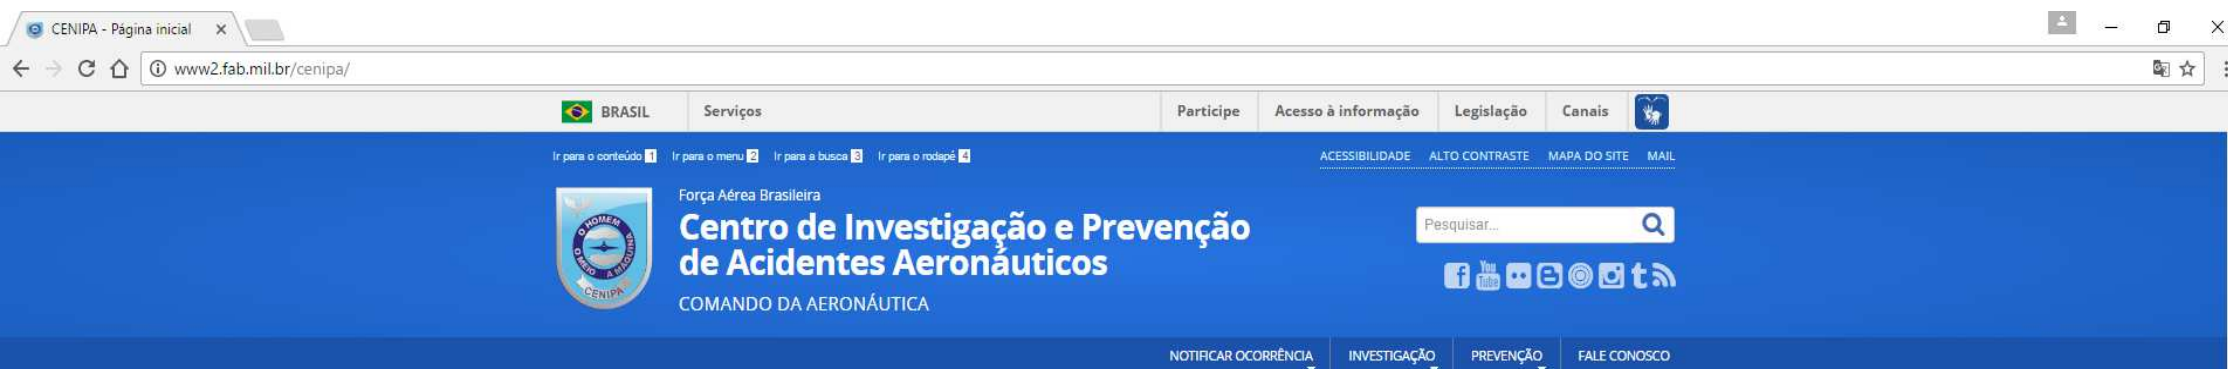 CENIPA - Página inicial
www2.fab.mil.br/cenipa/
BRASIL Serviços Participe Acesso à informação Legislação Canais
Ir para o conteúdo 1 Ir para o menu 2 Ir para a busca 3 Ir para o rodapé 4 ACESSIBILIDADE ALTO CONTRASTE MAPA DO SITE MAIL
Força Aérea Brasileira
Centro de Investigação e Prevenção
de Acidentes Aeronáuticos
COMANDO DA AERONÁUTICA
O HOMEM
O MEIO A MÁQUINA
CENIPA
Pesquisar...
You
Tube
NOTIFICAR OCORRÊNCIA INVESTIGAÇÃO PREVENÇÃO FALE CONOSCO